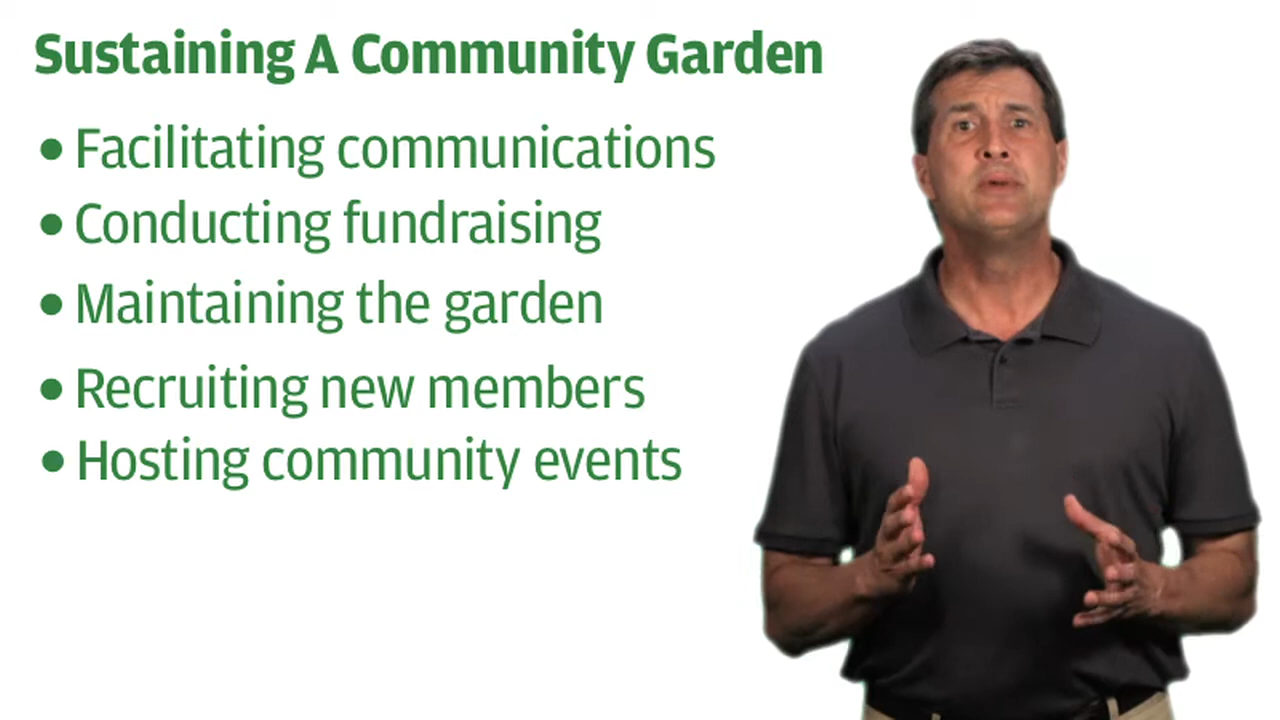 Sustaining A Community Garden
• Facilitating communications
• Conducting fundraising
• Maintaining the garden
• Recruiting new members
• Hosting community events